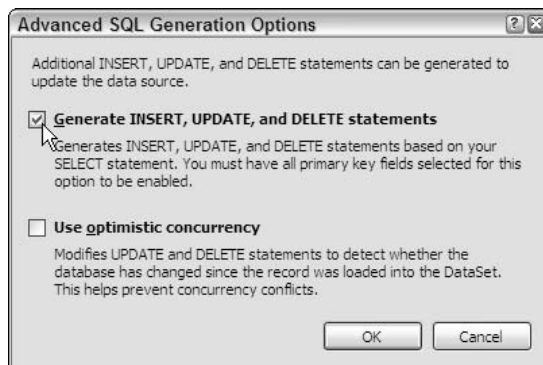 Advanced SQL Generation Options
Additional INSERT, UPDATE, and DELETE statements can be generated to
update the data source.
Generate INSERT, UPDATE, and DELETE statements
Generates INSERT, UPDATE, and DELETE statements based on your
SELECT statement. You must have all primary key fields selected for this
option to be enabled.
Use optimistic concurrency
Modifies UPDATE and DELETE statements to detect whether the
database has changed since the record was loaded into the DataSet.
This helps prevent concurrency conflicts.
OK
Cancel